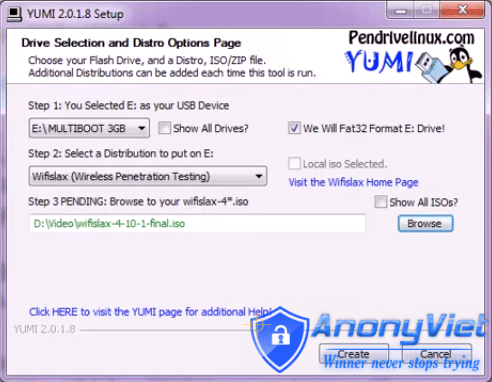 YUMI 2.0.1.8 Setup
Drive Selection and Distro Options Page
Choose your Flash Drive, and a Distro, ISO/ZIP file.
Additional Distributions can be added each time this tool is run.
Pendrivelinux.com
YUMI
Step 1: You Selected E: as your USB Device
E:\MULTIBOOT 3GB
Show All Drives?
We Will Fat32 Format E: Drive!
Step 2: Select a Distribution to put on E:
Local iso Selected.
Wifislax (Wireless Penetration Testing)
Visit the Wifislax Home Page
Step 3 PENDING: Browse to your wifislax-4*.iso
Show All ISOs?
D:\Video\wifislax-4-10-1-final.iso
Browse
Click HERE to visit the YUMI page for additional Help!
YUMI 2.0.1.8
AnonyViet
Winner never stops trying
Create
Cancel